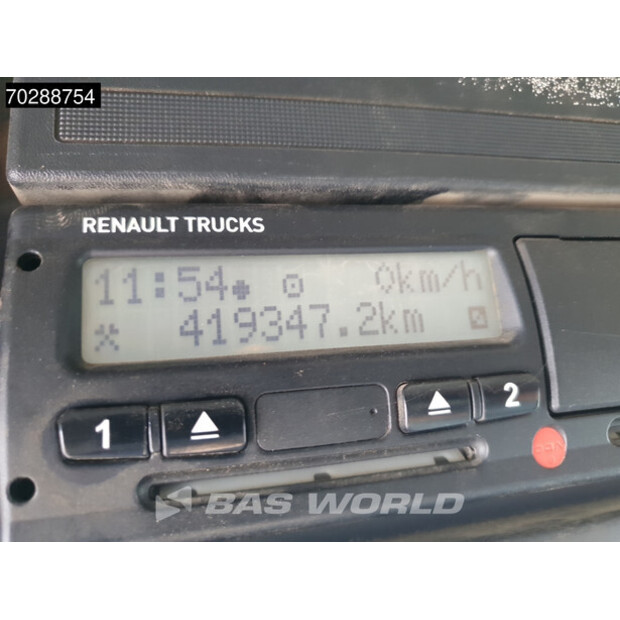 70288754
RENAULT TRUCKS
11:54 0km/h
419347.2km
1 2
BAS WORLD